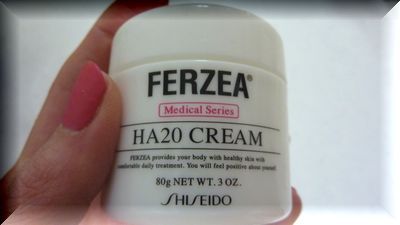 FERZEA®
Medical Series
HA20 CREAM
FERZEA provides your body with healthy skin with
comfortable daily treatment. You will feel positive about yourself
80g NET WT. 3 OZ.
SHISEIDO